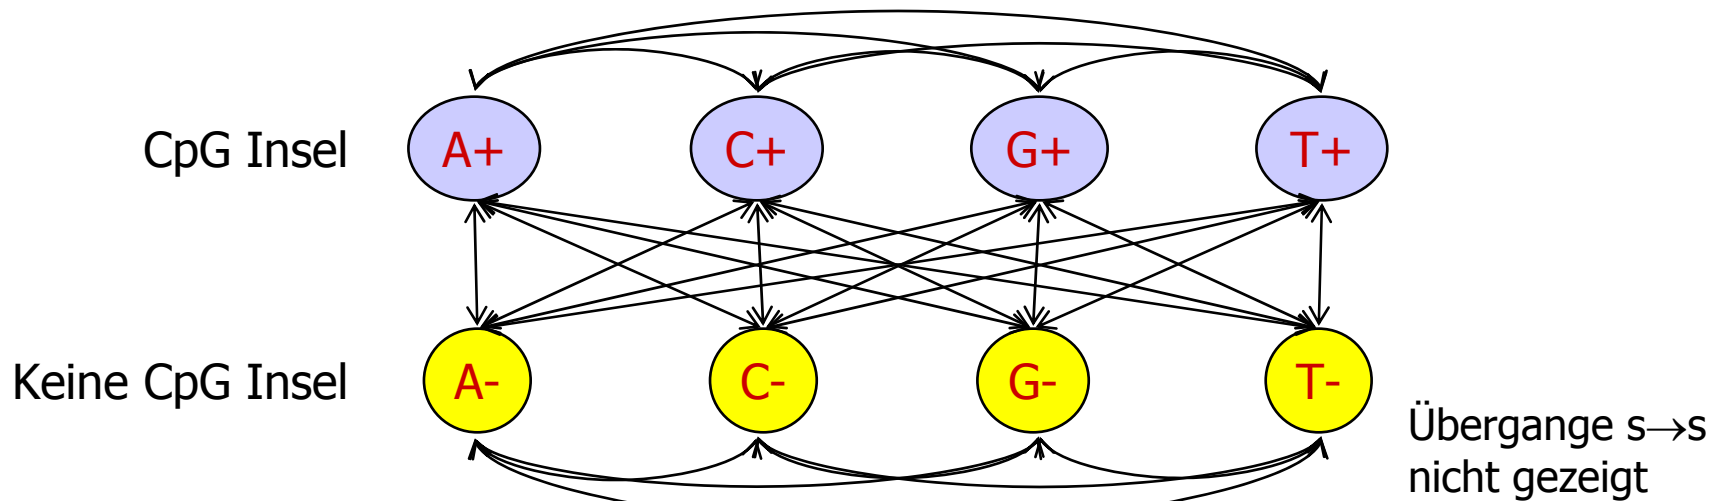 CpG Insel A+ C+ G+ T+
Keine CpG Insel A- C- G- T-
Übergange s→s
nicht gezeigt